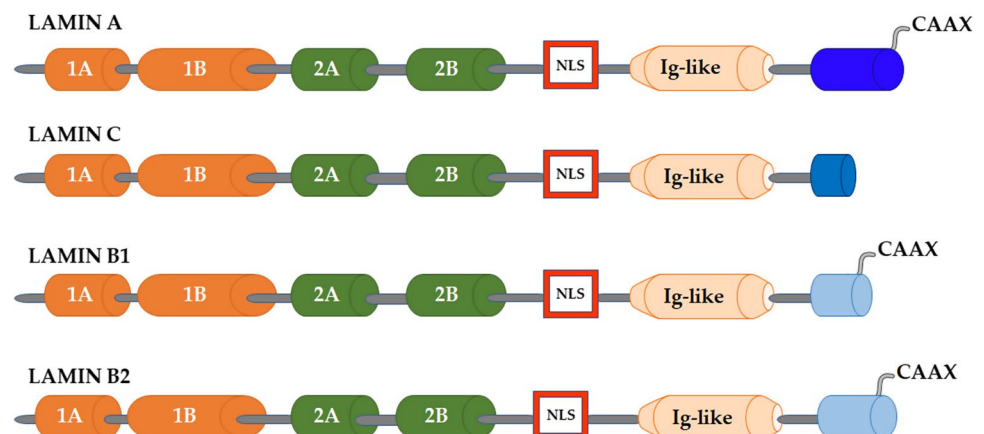 LAMIN A
CAAX
1A 1B 2A 2B NLS Ig-like
LAMIN C
1A 1B 2A 2B NLS Ig-like
LAMIN B1
CAAX
1A 1B 2A 2B NLS Ig-like
LAMIN B2
CAAX
1A 1B 2A 2B NLS Ig-like